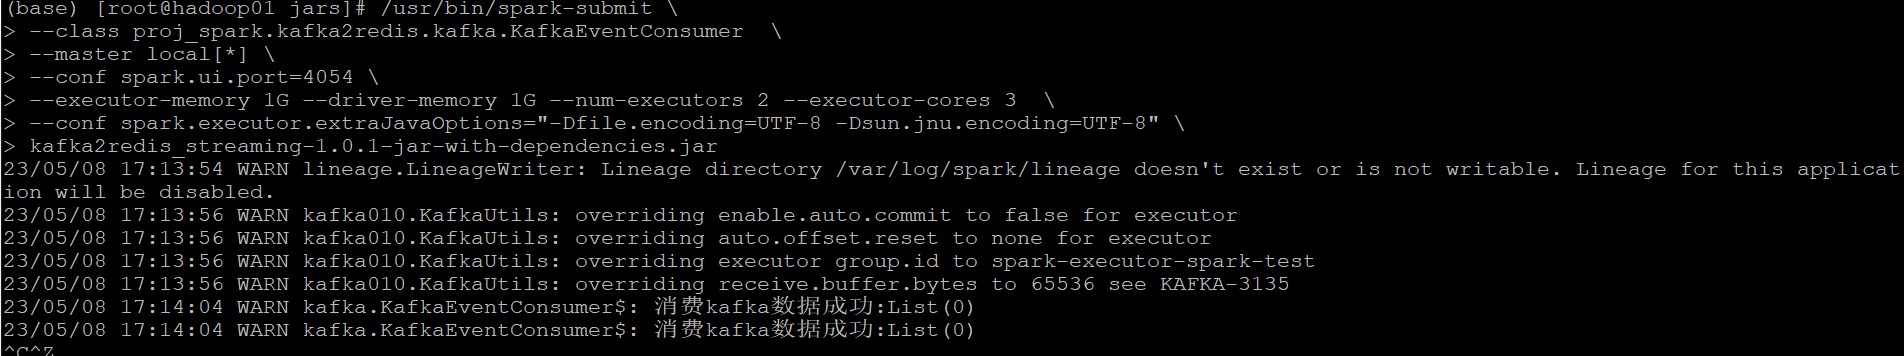 (base) [root@hadoop01 jars]# /usr/bin/spark-submit \
> --class proj_spark.kafka2redis.kafka.KafkaEventConsumer  \
> --master local[*] \
> --conf spark.ui.port=4054 \
> --executor-memory 1G --driver-memory 1G --num-executors 2 --executor-cores 3  \
> --conf spark.executor.extraJavaOptions="-Dfile.encoding=UTF-8 -Dsun.jnu.encoding=UTF-8" \
> kafka2redis_streaming-1.0.1-jar-with-dependencies.jar
23/05/08 17:13:54 WARN lineage.LineageWriter: Lineage directory /var/log/spark/lineage doesn't exist or is not writable. Lineage for this applicat
ion will be disabled.
23/05/08 17:13:56 WARN kafka010.KafkaUtils: overriding enable.auto.commit to false for executor
23/05/08 17:13:56 WARN kafka010.KafkaUtils: overriding auto.offset.reset to none for executor
23/05/08 17:13:56 WARN kafka010.KafkaUtils: overriding executor group.id to spark-executor-spark-test
23/05/08 17:13:56 WARN kafka010.KafkaUtils: overriding receive.buffer.bytes to 65536 see KAFKA-3135
23/05/08 17:14:04 WARN kafka.KafkaEventConsumer$: 消费kafka数据成功:List(0)
23/05/08 17:14:04 WARN kafka.KafkaEventConsumer$: 消费kafka数据成功:List(0)
^C^Z